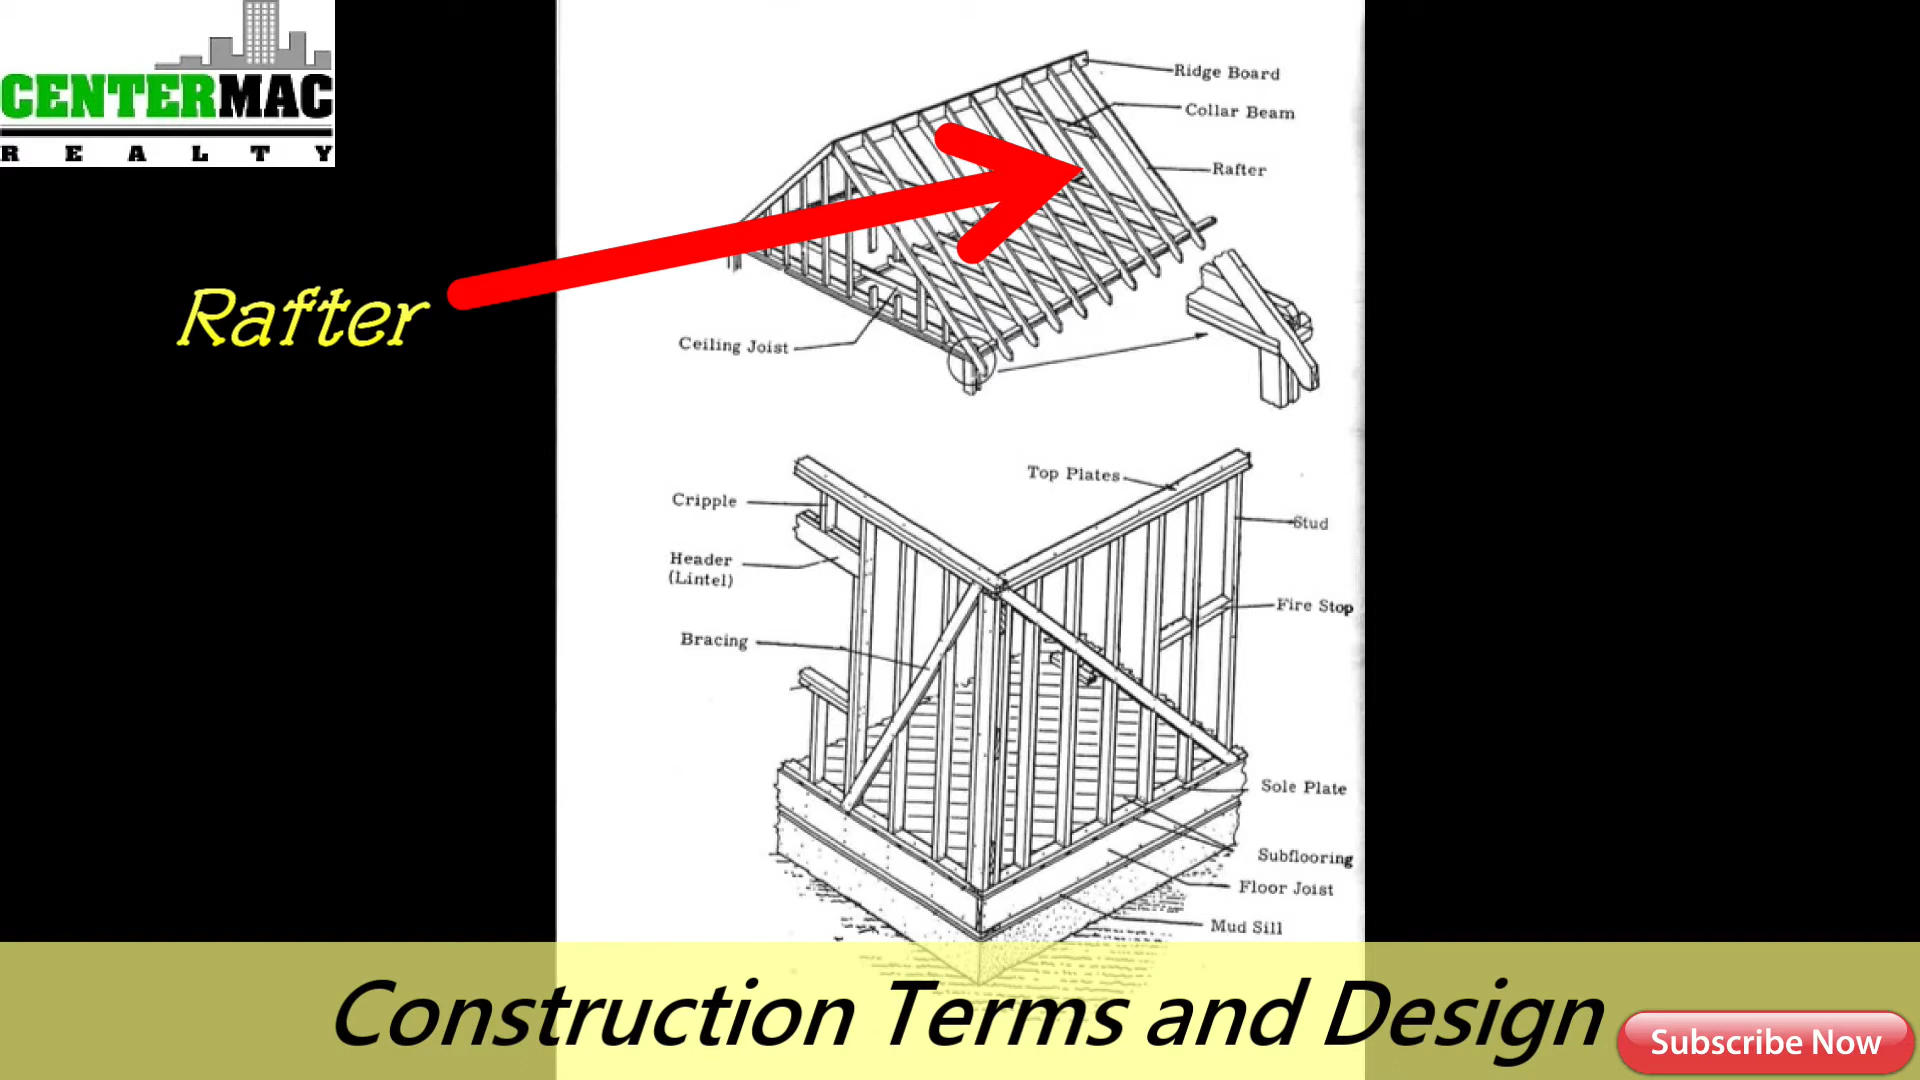 CENTERMAC
REALTY
Ridge Board
Collar Beam
Rafter
Rafter
Ceiling Joist
Top Plates
Cripple
Stud
Header
(Lintel)
Fire Stop
Bracing
Sole Plate
Subflooring
Floor Joist
Mud Sill
Construction Terms and Design
Subscribe Now